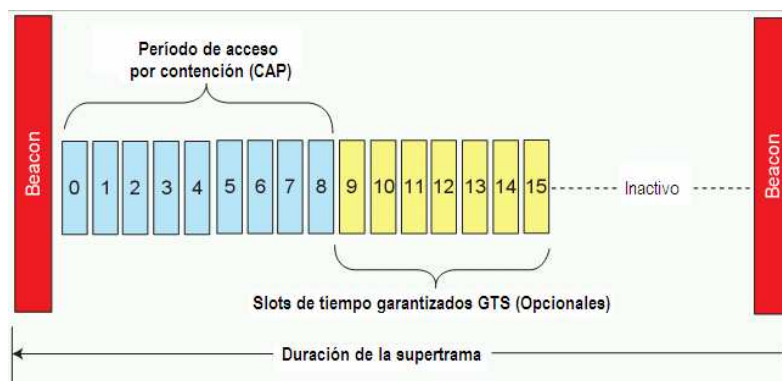 Período de acceso
por contención (CAP)
Beacon
0 1 2 3 4 5 6 7 8 9 10 11 12 13 14 15
Inactivo
Beacon
Slots de tiempo garantizados GTS (Opcionales)
Duración de la supertrama